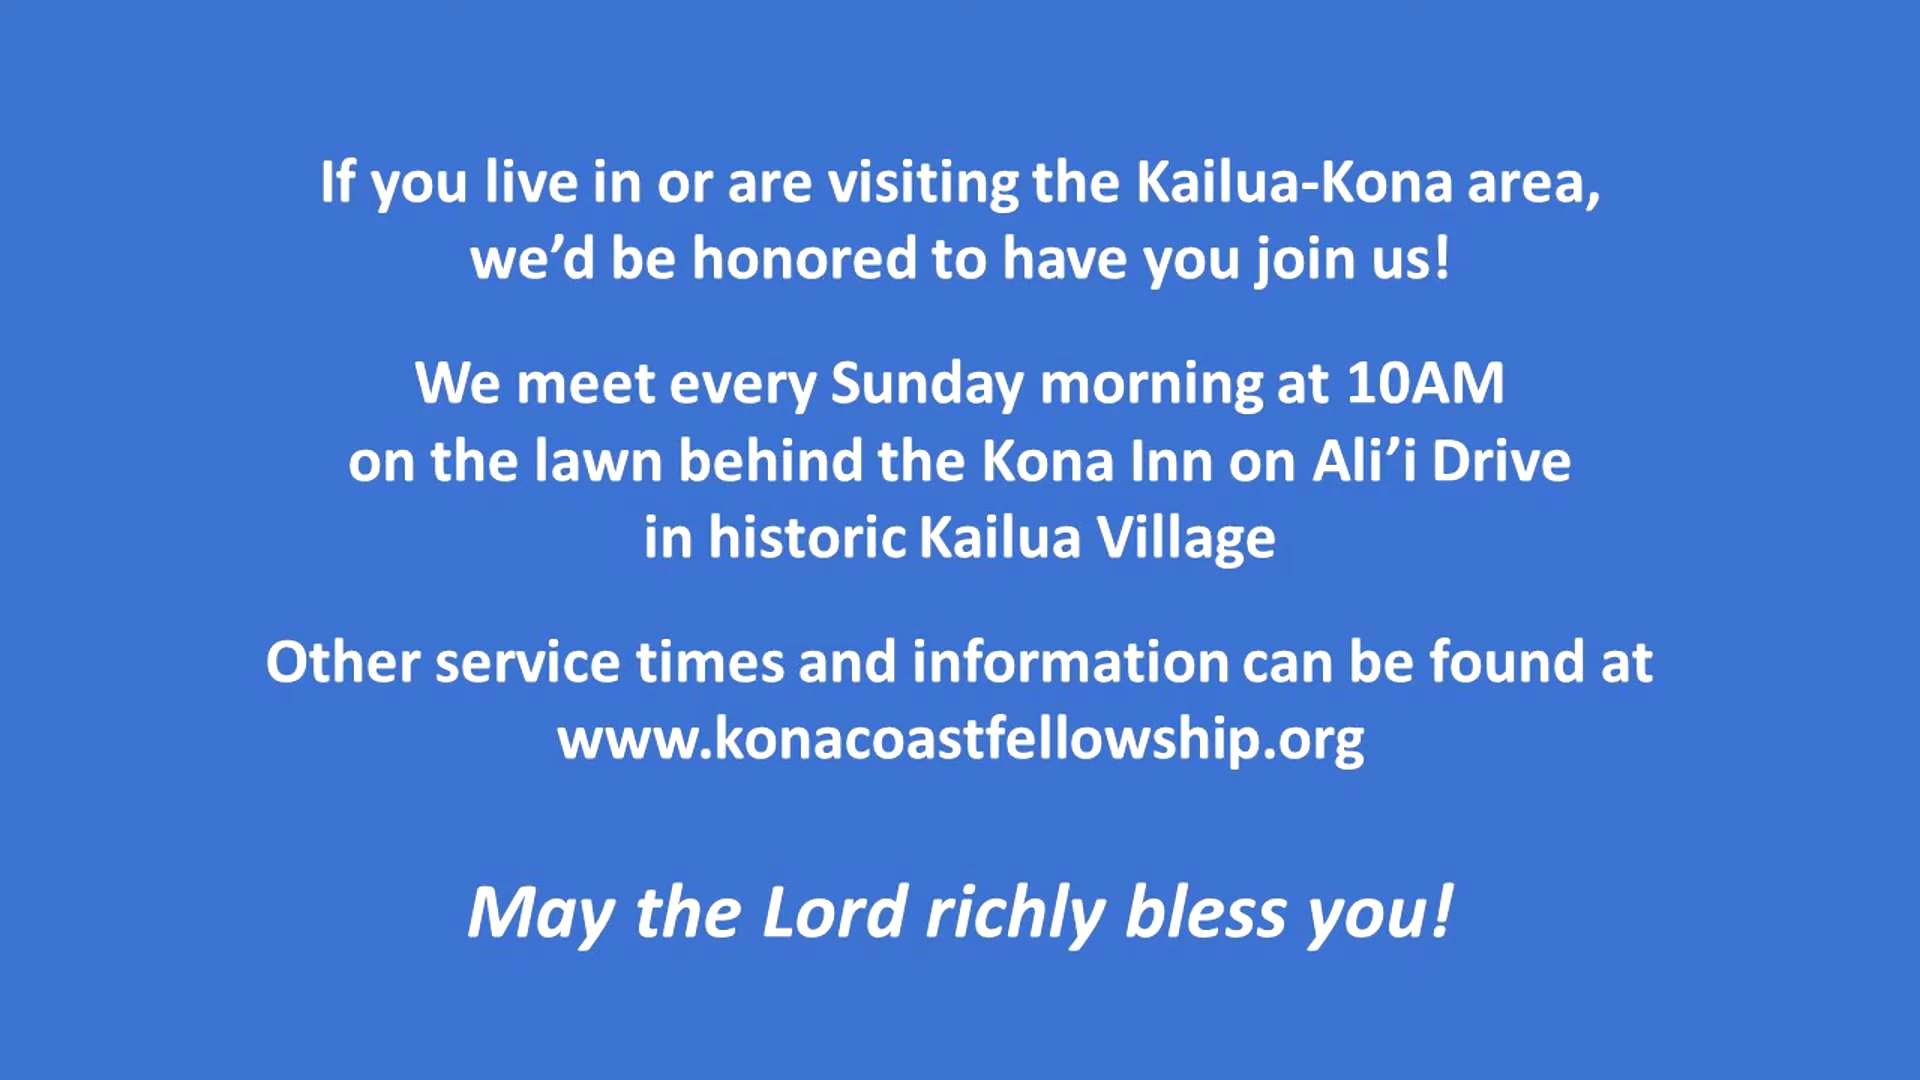 If you live in or are visiting the Kailua-Kona area,
we’d be honored to have you join us!
We meet every Sunday morning at 10AM
on the lawn behind the Kona Inn on Ali’i Drive
in historic Kailua Village
Other service times and information can be found at
www.konacoastfellowship.org
May the Lord richly bless you!